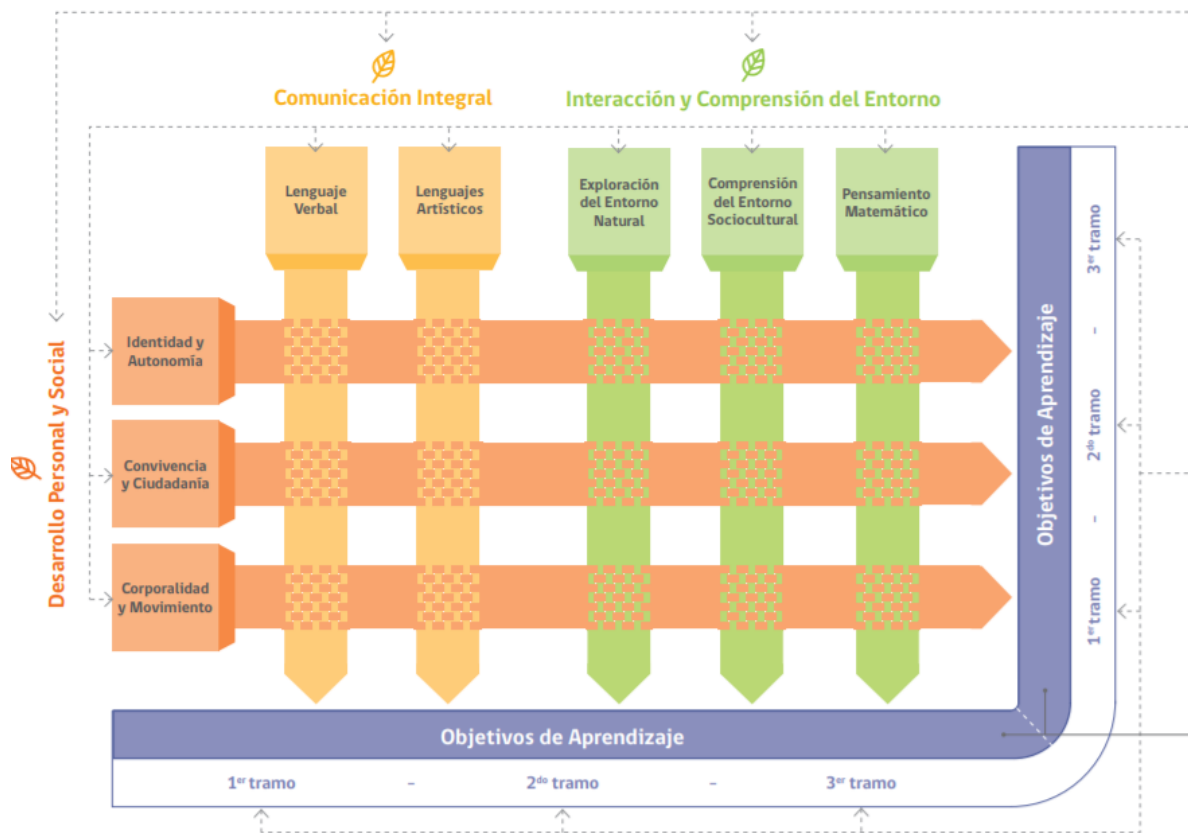 Comunicación Integral
Interacción y Comprensión del Entorno
Lenguaje
Verbal
Lenguajes
Artísticos
Exploración
del Entorno
Natural
Comprensión
del Entorno
Sociocultural
Pensamiento
Matemático
Desarrollo Personal y Social
Identidad y
Autonomía
Convivencia
y Ciudadanía
Corporalidad
y Movimiento
Objetivos de Aprendizaje
1er tramo – 2do tramo – 3er tramo
Objetivos de Aprendizaje
1er tramo – 2do tramo – 3er tramo